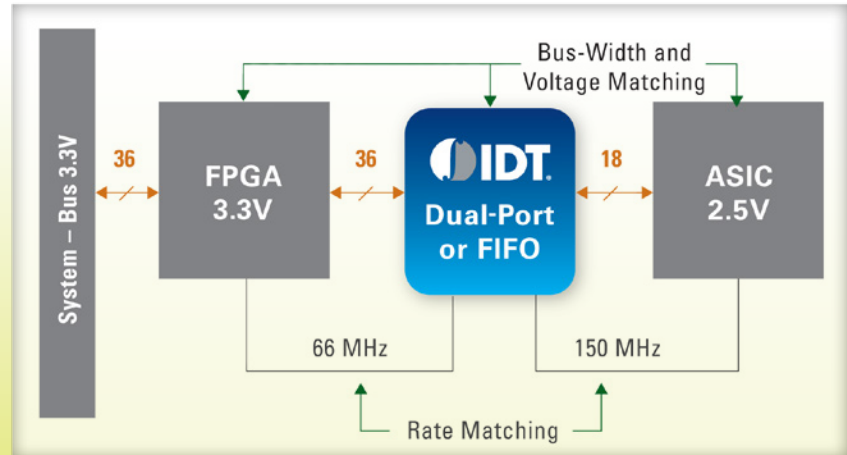 Bus-Width and
Voltage Matching
System – Bus 3.3V
36
FPGA
3.3V
36
IDT®
Dual-Port
or FIFO
18
ASIC
2.5V
66 MHz
150 MHz
Rate Matching